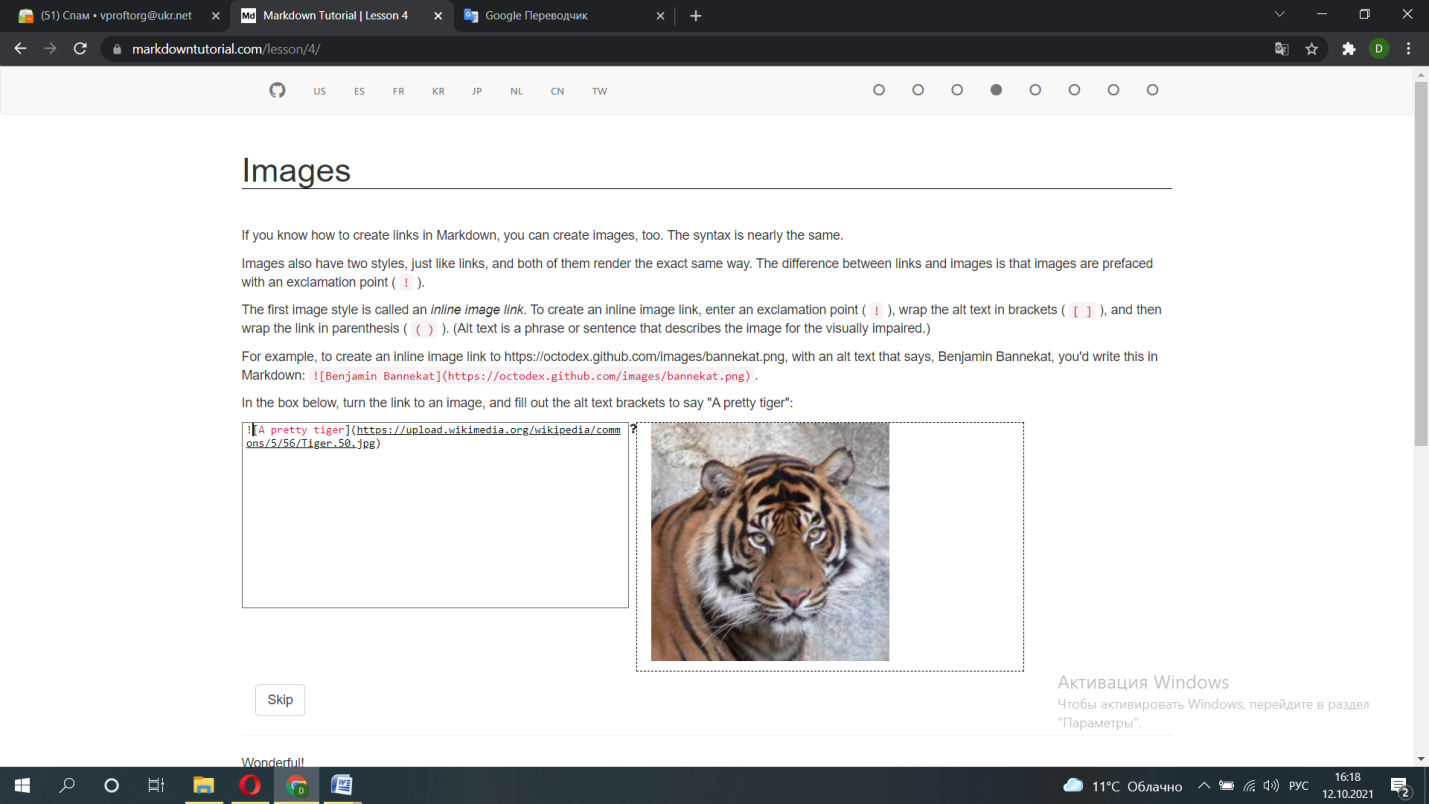 (51) Спам • vproftorg@ukr.net
Markdown Tutorial | Lesson 4
Google Переводчик
markdowntutorial.com/lesson/4/
D
US ES FR KR JP NL CN TW
Images
If you know how to create links in Markdown, you can create images, too. The syntax is nearly the same.
Images also have two styles, just like links, and both of them render the exact same way. The difference between links and images is that images are prefaced
with an exclamation point ( ! ).
The first image style is called an inline image link. To create an inline image link, enter an exclamation point ( ! ), wrap the alt text in brackets ( [ ] ), and then
wrap the link in parenthesis ( ( ) ). (Alt text is a phrase or sentence that describes the image for the visually impaired.)
For example, to create an inline image link to https://octodex.github.com/images/bannekat.png, with an alt text that says, Benjamin Bannekat, you'd write this in
Markdown: ![Benjamin Bannekat](https://octodex.github.com/images/bannekat.png) .
In the box below, turn the link to an image, and fill out the alt text brackets to say "A pretty tiger":
![A pretty tiger](https://upload.wikimedia.org/wikipedia/comm
ons/5/56/Tiger.50.jpg)
?
Skip
Активация Windows
Чтобы активировать Windows, перейдите в раздел
"Параметры".
Wonderful!
11°C Облачно
РУС
16:18
12.10.2021
2